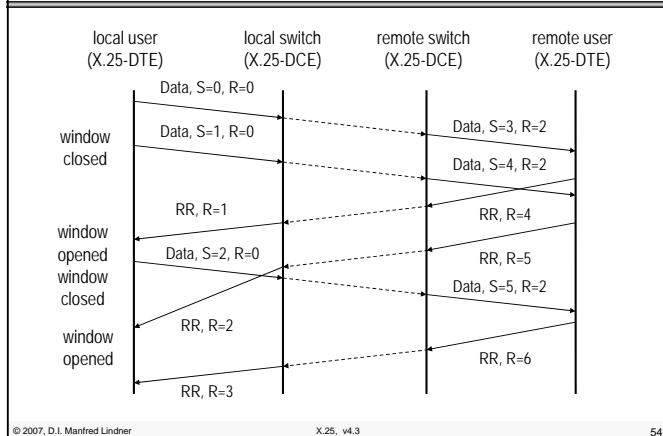 local user
(X.25-DTE)
local switch
(X.25-DCE)
remote switch
(X.25-DCE)
remote user
(X.25-DTE)
Data, S=0, R=0
Data, S=3, R=2
window
closed
Data, S=1, R=0
Data, S=4, R=2
RR, R=1
RR, R=4
window
opened
Data, S=2, R=0
RR, R=5
window
closed
Data, S=5, R=2
RR, R=2
window
opened
RR, R=6
RR, R=3
© 2007, D.I. Manfred Lindner
X.25, v4.3
54